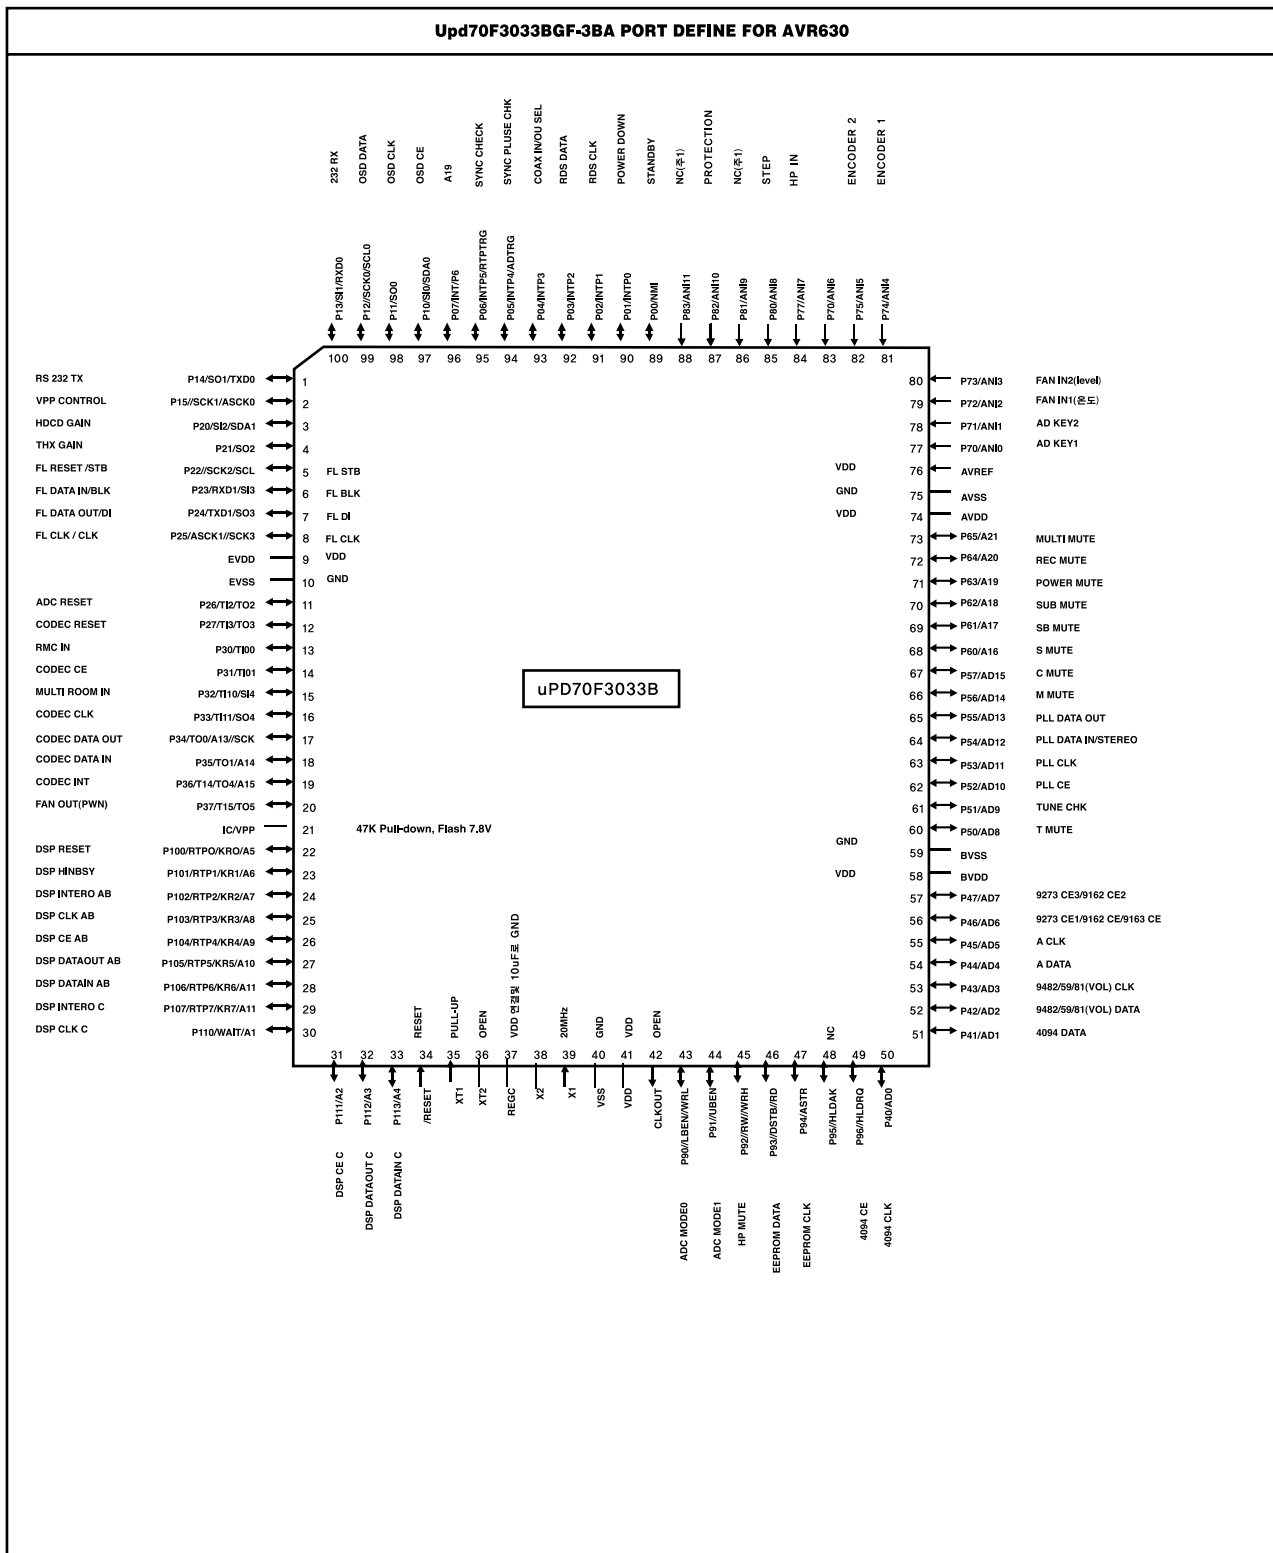 Upd70F3033BGF-3BA PORT DEFINE FOR AVR630
232 RX
OSD DATA
OSD CLK
OSD CE
A19
SYNC CHECK
SYNC PLUSE CHK
COAX IN/OU SEL
RDS DATA
RDS CLK
POWER DOWN
STANDBY
NC(주1)
PROTECTION
NC(주1)
STEP
HP IN
ENCODER 2
ENCODER 1
P13/SI1/RXD0
P12//SCK0/SCL0
P11/SO0
P10/SI0/SDA0
P07/INT/P6
P06/INTP5/RTPTRG
P05/INTP4/ADTRG
P04/INTP3
P03/INTP2
P02/INTP1
P01/INTP0
P00/NMI
P83/ANI11
P82/ANI10
P81/ANI9
P80/ANI8
P77/ANI7
P70/ANI6
P75/ANI5
P74/ANI4
100 99 98 97 96 95 94 93 92 91 90 89 88 87 86 85 84 83 82 81
RS 232 TX P14/SO1/TXD0 1
VPP CONTROL P15//SCK1/ASCK0 2
HDCD GAIN P20/SI2/SDA1 3
THX GAIN P21/SO2 4
FL RESET /STB P22//SCK2/SCL 5 FL STB
FL DATA IN/BLK P23/RXD1/SI3 6 FL BLK
FL DATA OUT/DI P24/TXD1/SO3 7 FL DI
FL CLK / CLK P25/ASCK1//SCK3 8 FL CLK
EVDD 9 VDD
EVSS 10 GND
ADC RESET P26/TI2/TO2 11
CODEC RESET P27/TI3/TO3 12
RMC IN P30/TI00 13
CODEC CE P31/TI01 14
MULTI ROOM IN P32/TI10/SI4 15
CODEC CLK P33/TI11/SO4 16
CODEC DATA OUT P34/TO0/A13//SCK 17
CODEC DATA IN P35/TO1/A14 18
CODEC INT P36/T14/TO4/A15 19
FAN OUT(PWN) P37/T15/TO5 20
IC/VPP 21 47K Pull-down, Flash 7.8V
DSP RESET P100/RTPO/KRO/A5 22
DSP HINBSY P101/RTP1/KR1/A6 23
DSP INTERO AB P102/RTP2/KR2/A7 24
DSP CLK AB P103/RTP3/KR3/A8 25
DSP CE AB P104/RTP4/KR4/A9 26
DSP DATAOUT AB P105/RTP5/KR5/A10 27
DSP DATAIN AB P106/RTP6/KR6/A11 28
DSP INTERO C P107/RTP7/KR7/A11 29
DSP CLK C P110/WAIT/A1 30
uPD70F3033B
80 P73/ANI3 FAN IN2(level)
79 P72/ANI2 FAN IN1(온도)
78 P71/ANI1 AD KEY2
77 P70/ANI0 AD KEY1
VDD 76 AVREF
GND 75 AVSS
VDD 74 AVDD
73 P65/A21 MULTI MUTE
72 P64/A20 REC MUTE
71 P63/A19 POWER MUTE
70 P62/A18 SUB MUTE
69 P61/A17 SB MUTE
68 P60/A16 S MUTE
67 P57/AD15 C MUTE
66 P56/AD14 M MUTE
65 P55/AD13 PLL DATA OUT
64 P54/AD12 PLL DATA IN/STEREO
63 P53/AD11 PLL CLK
62 P52/AD10 PLL CE
61 P51/AD9 TUNE CHK
60 P50/AD8 T MUTE
GND 59 BVSS
VDD 58 BVDD
57 P47/AD7 9273 CE3/9162 CE2
56 P46/AD6 9273 CE1/9162 CE/9163 CE
55 P45/AD5 A CLK
54 P44/AD4 A DATA
53 P43/AD3 9482/59/81(VOL) CLK
52 P42/AD2 9482/59/81(VOL) DATA
51 P41/AD1 4094 DATA
RESET
PULL-UP
OPEN
VDD 연결및 10uF로 GND
20MHz
GND
VDD
OPEN
NC
31 32 33 34 35 36 37 38 39 40 41 42 43 44 45 46 47 48 49 50
P111/A2
P112/A3
P113/A4
/RESET
XT1
XT2
REGC
X2
X1
VSS
VDD
CLKOUT
P90//LBEN//WRL
P91//UBEN
P92//RW//WRH
P93//DSTB//RD
P94/ASTR
P95//HLDAK
P96//HLDRQ
P40/AD0
DSP CE C
DSP DATAOUT C
DSP DATAIN C
ADC MODE0
ADC MODE1
HP MUTE
EEPROM DATA
EEPROM CLK
4094 CE
4094 CLK